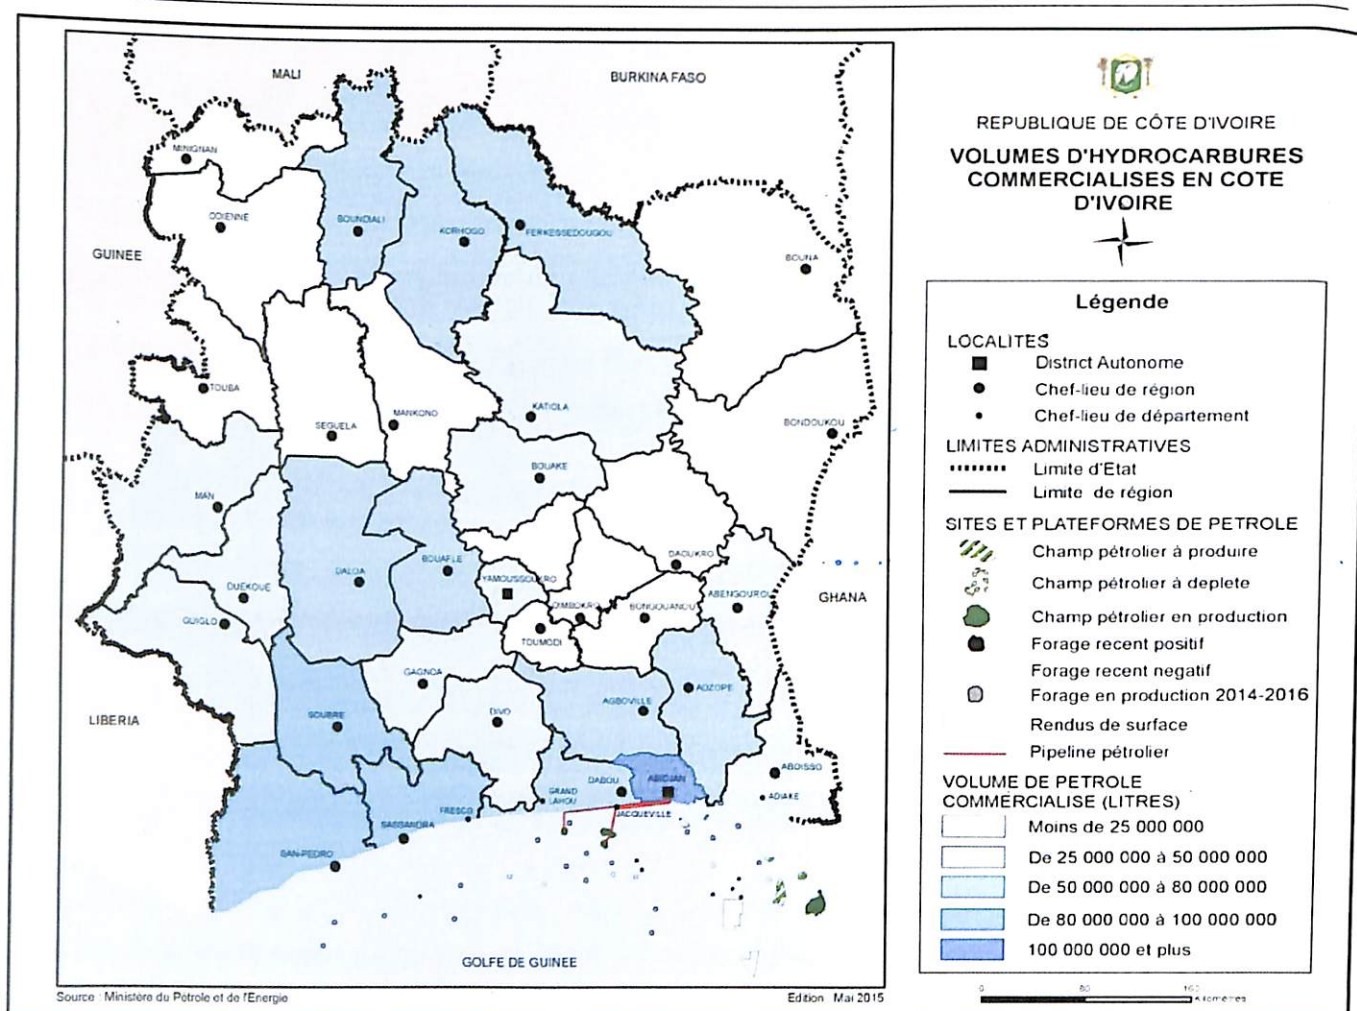 MALI
BURKINA FASO
MINIGNAN
ODIENNE
BOUNDIALI
KORHOGO
FERKESSEDOUGOU
GUINEE
BOUNA
TOUBA
SEGUELA
MANKONO
KATIOLA
BONDOUKOU
BOUAKE
MAN
DAOUKRO
BOUAFLE
DALOA
YAMOUSSOUKRO
DUEKOUE
DIMBOKRO
BONGOUANOU
ABENGOUROU
GHANA
GUIGLO
TOUMODI
GAGNOA
ADZOPE
LIBERIA
SOUBRE
DIVO
AGBOVILLE
ABOISSO
DABOU
ABIDJAN
GRAND
LAHOU
ADIAKE
FRESCO
JACQUEVILLE
SASSANDRA
SAN-PEDRO
GOLFE DE GUINEE
Source : Ministère du Pétrole et de l'Energie
Edition Mai 2015
REPUBLIQUE DE CÔTE D'IVOIRE
VOLUMES D'HYDROCARBURES
COMMERCIALISES EN COTE
D'IVOIRE
Légende
LOCALITES
District Autonome
Chef-lieu de région
Chef-lieu de département
LIMITES ADMINISTRATIVES
Limite d'Etat
Limite de région
SITES ET PLATEFORMES DE PETROLE
Champ pétrolier à produire
Champ pétrolier à deplete
Champ pétrolier en production
Forage recent positif
Forage recent negatif
Forage en production 2014-2016
Rendus de surface
Pipeline pétrolier
VOLUME DE PETROLE
COMMERCIALISE (LITRES)
Moins de 25 000 000
De 25 000 000 à 50 000 000
De 50 000 000 à 80 000 000
De 80 000 000 à 100 000 000
100 000 000 et plus
0 80 160
Kilomètres